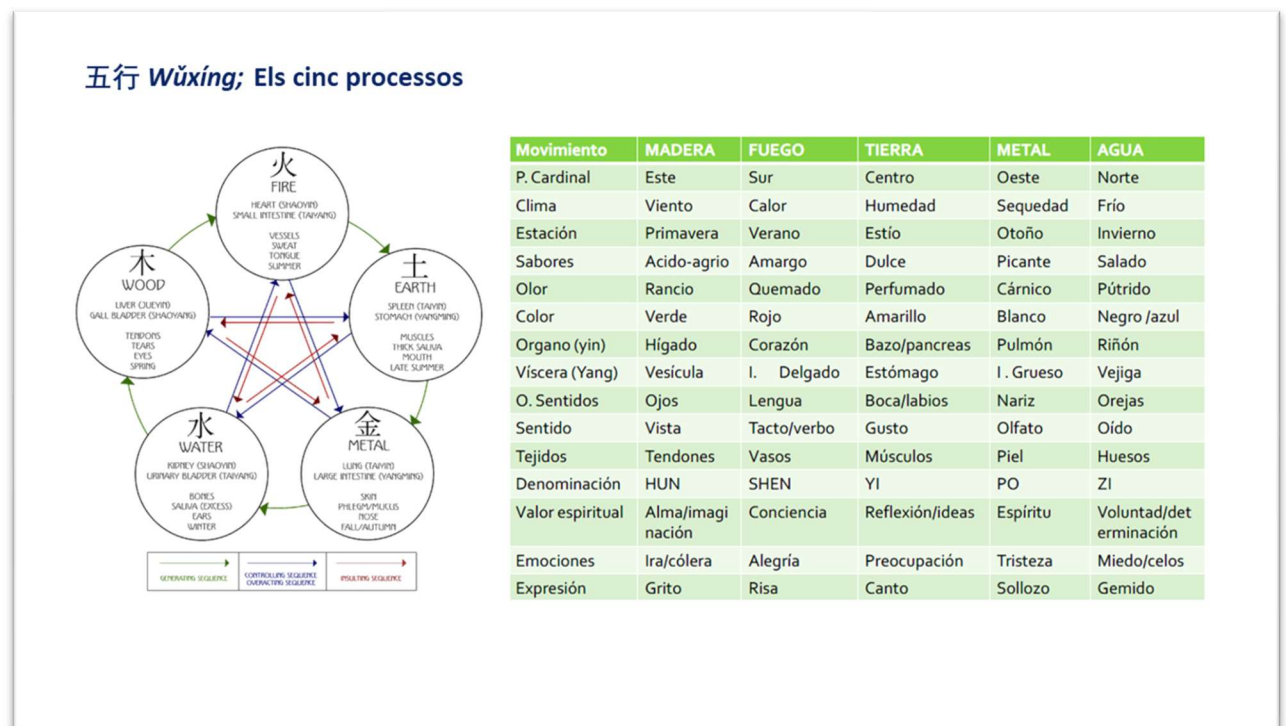 五行 Wǔxíng; Els cinc processos
火
FIRE
HEART (SHAOYIN)
SMALL INTESTINE (TAIYANG)
VESSELS
SWEAT
TONGUE
SUMMER
木
WOOD
LIVER (JUEYIN)
GALL BLADDER (SHAOYANG)
TENDONS
TEARS
EYES
SPRING
土
EARTH
SPLEEN (TAIYIN)
STOMACH (YANGMING)
MUSCLES
THICK SALIVA
MOUTH
LATE SUMMER
水
WATER
KIDNEY (SHAOYIN)
URINARY BLADDER (TAIYANG)
BONES
SALIVA (EXCESS)
EARS
WINTER
金
METAL
LUNG (TAIYIN)
LARGE INTESTINE (YANGMING)
SKIN
PHLEGM/MUCUS
NOSE
FALL/AUTUMN
GENERATING SEQUENCE
CONTROLLING SEQUENCE
OVERACTING SEQUENCE
INSULTING SEQUENCE
Movimiento MADERA FUEGO TIERRA METAL AGUA
P. Cardinal Este Sur Centro Oeste Norte
Clima Viento Calor Humedad Sequedad Frío
Estación Primavera Verano Estío Otoño Invierno
Sabores Acido-agrio Amargo Dulce Picante Salado
Olor Rancio Quemado Perfumado Cárnico Pútrido
Color Verde Rojo Amarillo Blanco Negro /azul
Organo (yin) Hígado Corazón Bazo/pancreas Pulmón Riñón
Víscera (Yang) Vesícula I. Delgado Estómago I . Grueso Vejiga
O. Sentidos Ojos Lengua Boca/labios Nariz Orejas
Sentido Vista Tacto/verbo Gusto Olfato Oído
Tejidos Tendones Vasos Músculos Piel Huesos
Denominación HUN SHEN YI PO ZI
Valor espiritual Alma/imagi Conciencia Reflexión/ideas Espíritu Voluntad/det
nación erminación
Emociones Ira/cólera Alegría Preocupación Tristeza Miedo/celos
Expresión Grito Risa Canto Sollozo Gemido